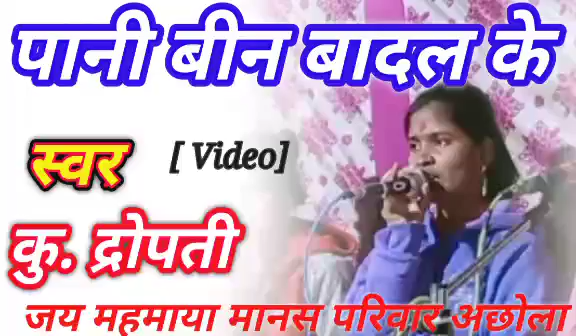 पानी बीन बादल के
स्वर [ Video]
कु. द्रोपती
जय महमाया मानस परिवार अछोला